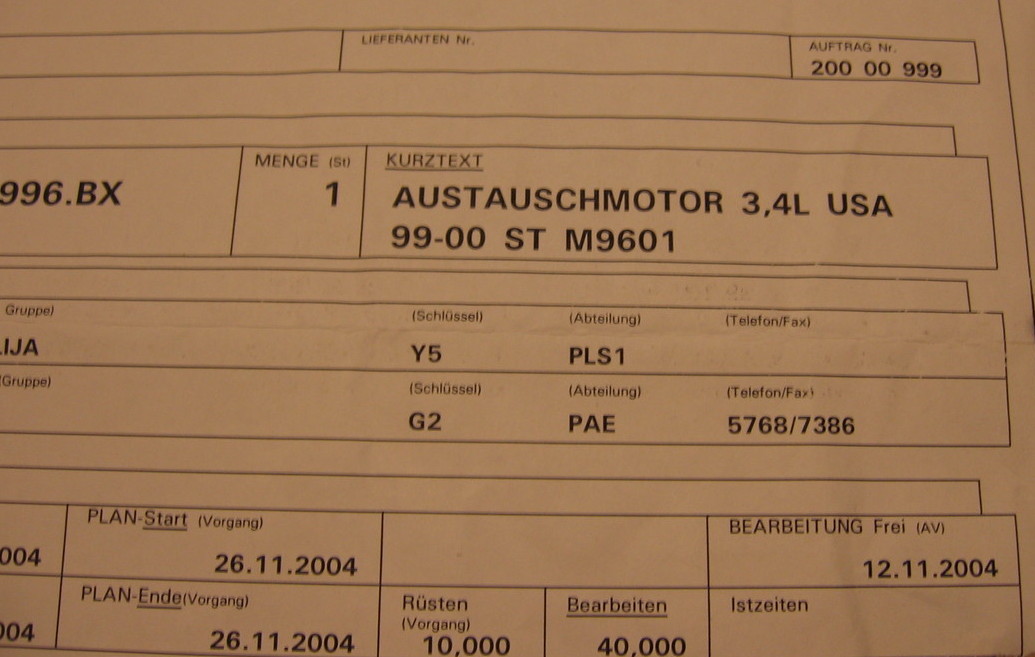 LIEFERANTEN Nr.
AUFTRAG Nr.
200 00 999
MENGE (St) KURZTEXT
996.BX 1 AUSTAUSCHMOTOR 3,4L USA
99-00 ST M9601
Gruppe) (Schlüssel) (Abteilung) (Telefon/Fax)
IJA Y5 PLS1
(Gruppe) (Schlüssel) (Abteilung) (Telefon/Fax)
G2 PAE 5768/7386
PLAN-Start (Vorgang) BEARBEITUNG Frei (AV)
004 26.11.2004 12.11.2004
PLAN-Ende(Vorgang) Rüsten Bearbeiten Istzeiten
(Vorgang)
004 26.11.2004 10,000 40,000